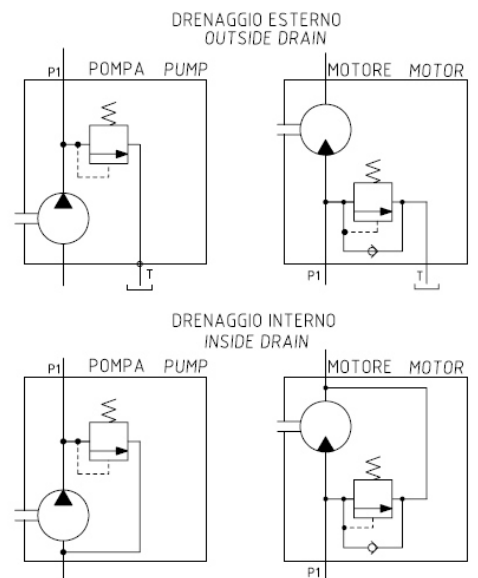 DRENAGGIO ESTERNO
OUTSIDE DRAIN
P1 POMPA PUMP
MOTORE MOTOR
T
P1 T
DRENAGGIO INTERNO
INSIDE DRAIN
P1 POMPA PUMP
MOTORE MOTOR
P1